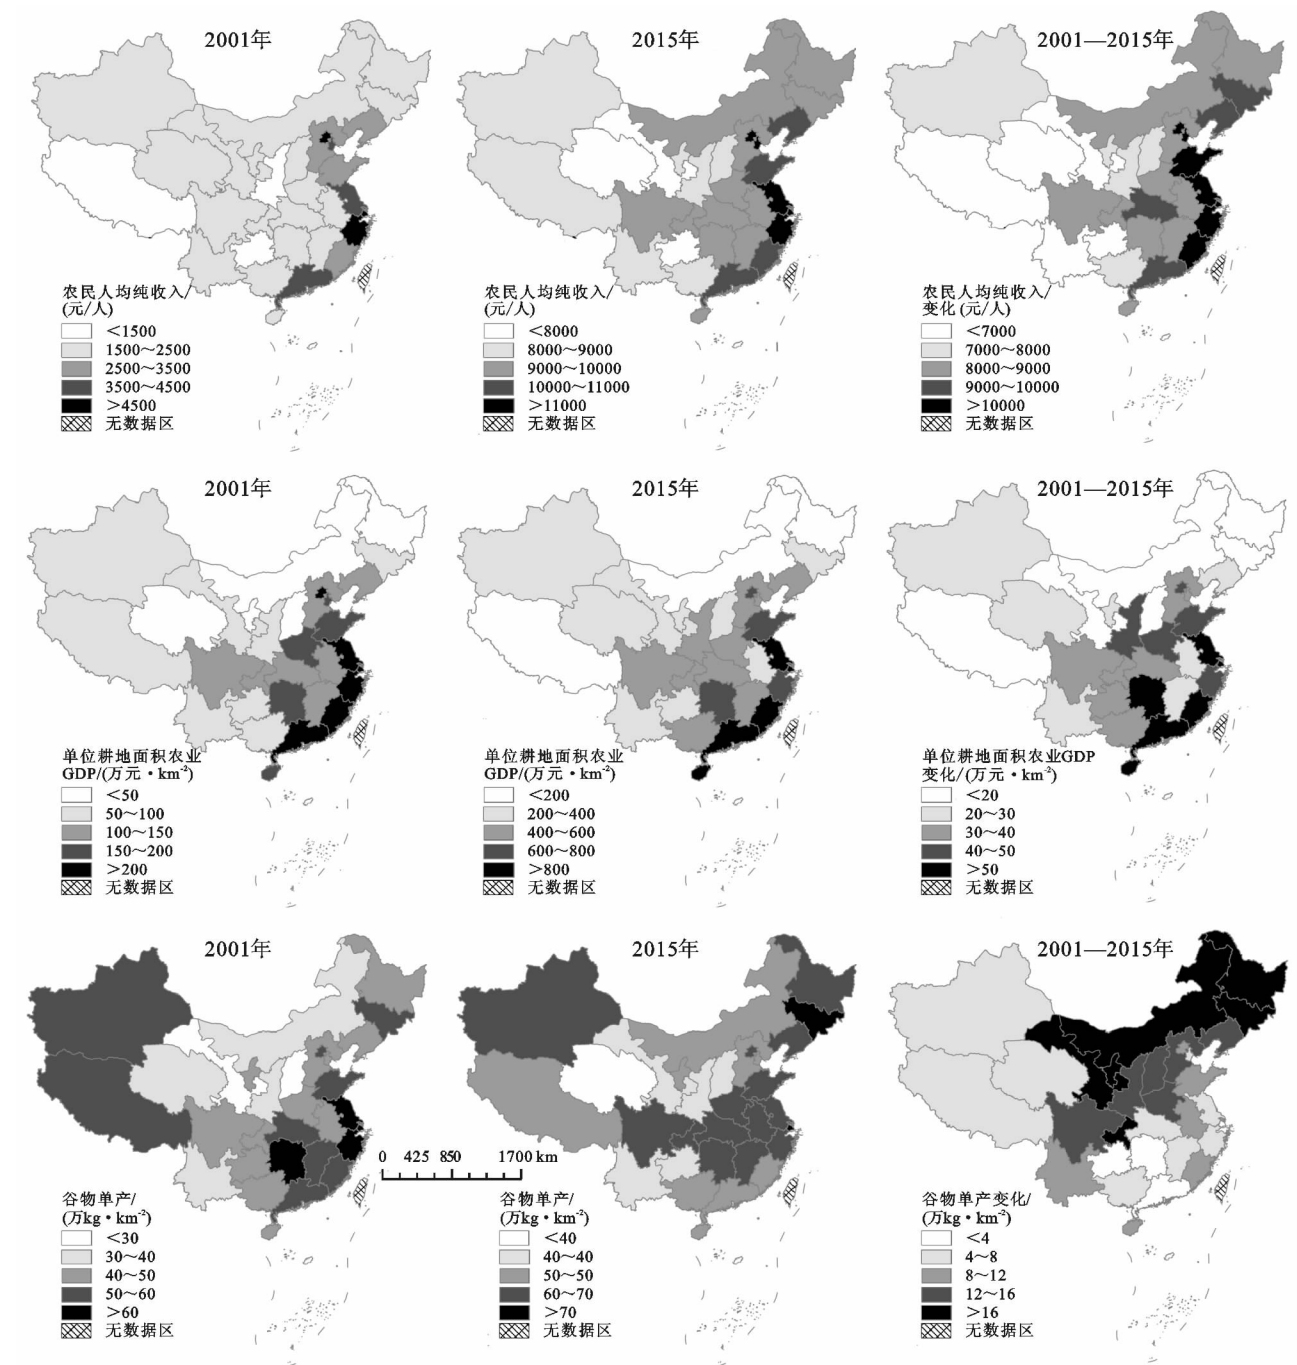 2001年
2015年
2001—2015年
农民人均纯收入/
(元/人)
<1500
1500～2500
2500～3500
3500～4500
>4500
无数据区
农民人均纯收入/
(元/人)
<8000
8000～9000
9000～10000
10000～11000
>11000
无数据区
农民人均纯收入/
变化 (元/人)
<7000
7000～8000
8000～9000
9000～10000
>10000
无数据区
2001年
2015年
2001—2015年
单位耕地面积农业
GDP/(万元·km⁻²)
<50
50～100
100～150
150～200
>200
无数据区
单位耕地面积农业
GDP/(万元·km⁻²)
<200
200～400
400～600
600～800
>800
无数据区
单位耕地面积农业GDP
变化/(万元·km⁻²)
<20
20～30
30～40
40～50
>50
无数据区
2001年
2015年
2001—2015年
0 425 850 1700 km
谷物单产/
(万kg·km⁻²)
<30
30～40
40～50
50～60
>60
无数据区
谷物单产/
(万kg·km⁻²)
<40
40～40
50～50
60～70
>70
无数据区
谷物单产变化/
(万kg·km⁻²)
<4
4～8
8～12
12～16
>16
无数据区